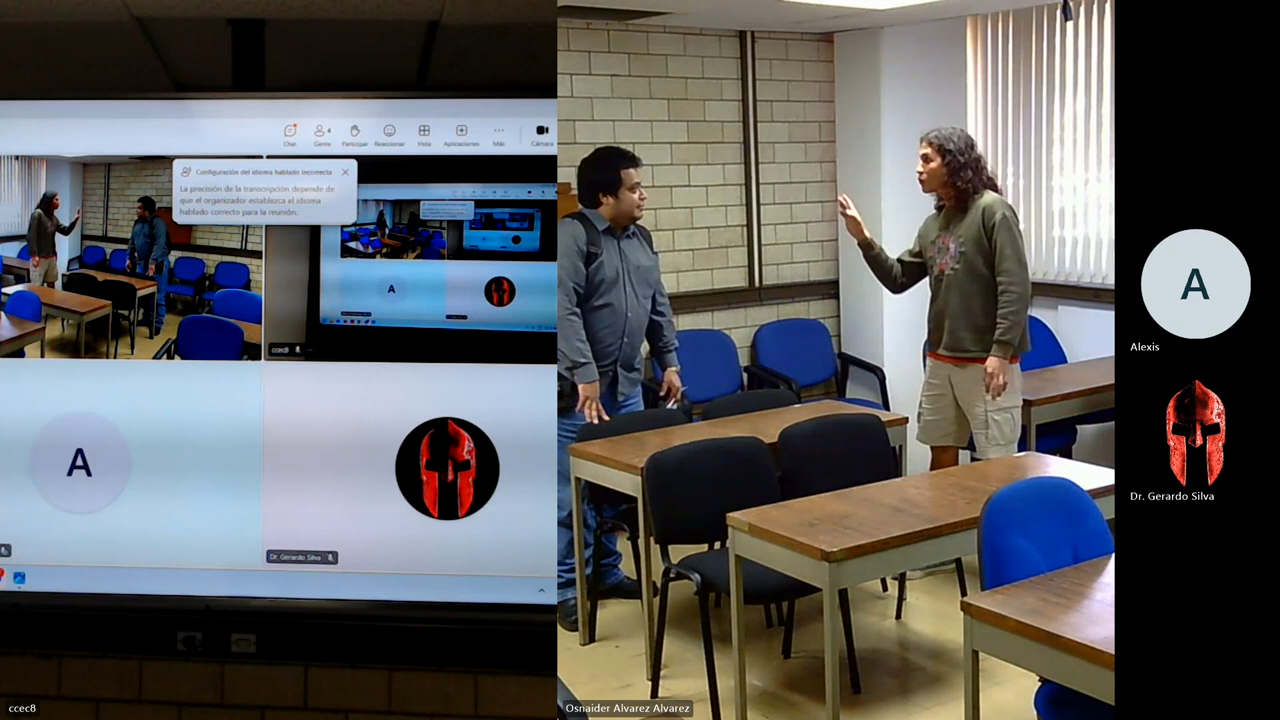 Chat
Gente
4
Participar
Reaccionar
Vista
Aplicaciones
Más
Cámara
Configuración del idioma hablado incorrecta
La precisión de la transcripción depende de
que el organizador establezca el idioma
hablado correcto para la reunión.
A
ccec8
A
Dr. Gerardo Silva
ccec8
Osnaider Alvarez Alvarez
A
Alexis
Dr. Gerardo Silva